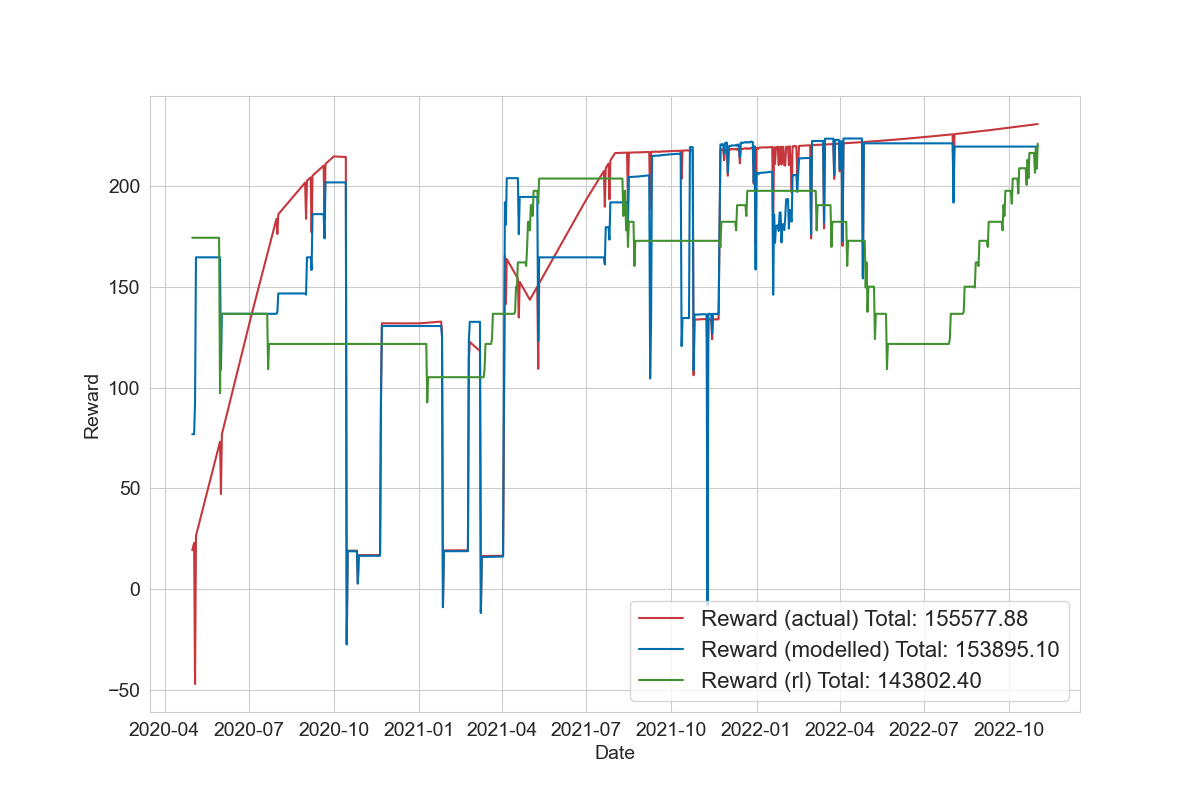 200
150
100
50
0
−50
Reward
2020-04 2020-07 2020-10 2021-01 2021-04 2021-07 2021-10 2022-01 2022-04 2022-07 2022-10
Date
Reward (actual) Total: 155577.88
Reward (modelled) Total: 153895.10
Reward (rl) Total: 143802.40